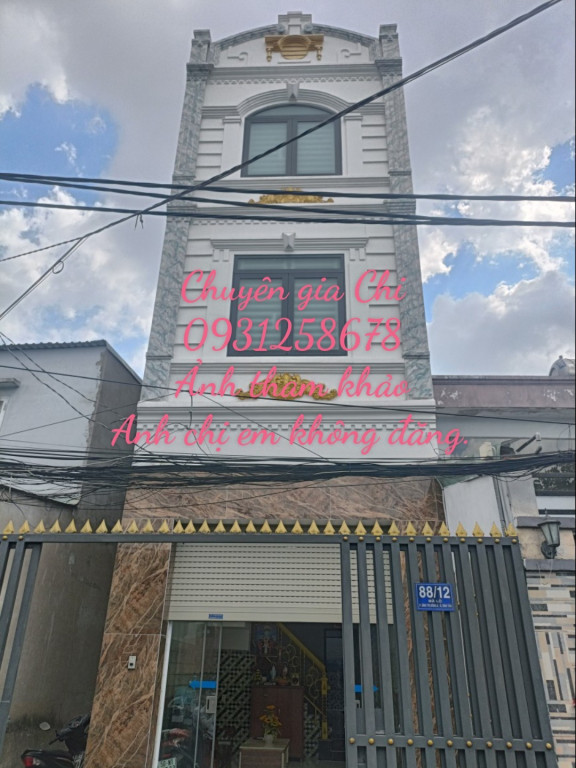 Chuyên gia Chi
0931258678
Ảnh tham khảo
Anh chị em không đăng.
88/12